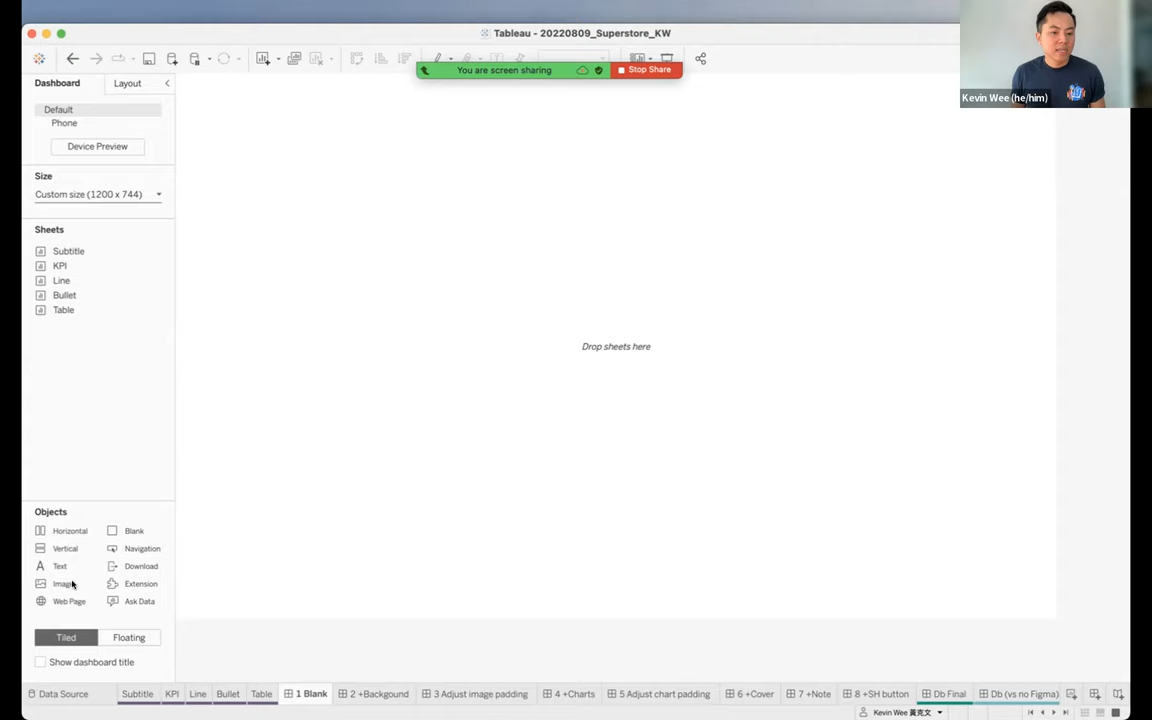 Tableau - 20220809_Superstore_KW
You are screen sharing
Stop Share
Kevin Wee (he/him)
Dashboard
Layout
Default
Phone
Device Preview
Size
Custom size (1200 x 744)
Sheets
Subtitle
KPI
Line
Bullet
Table
Drop sheets here
Objects
Horizontal Blank
Vertical Navigation
Text Download
Image Extension
Web Page Ask Data
Tiled Floating
Show dashboard title
Data Source Subtitle KPI Line Bullet Table 1 Blank 2 +Backgound 3 Adjust image padding 4 +Charts 5 Adjust chart padding 6 +Cover 7 +Note 8 +SH button Db Final Db (vs no Figma)
Kevin Wee 黃克文